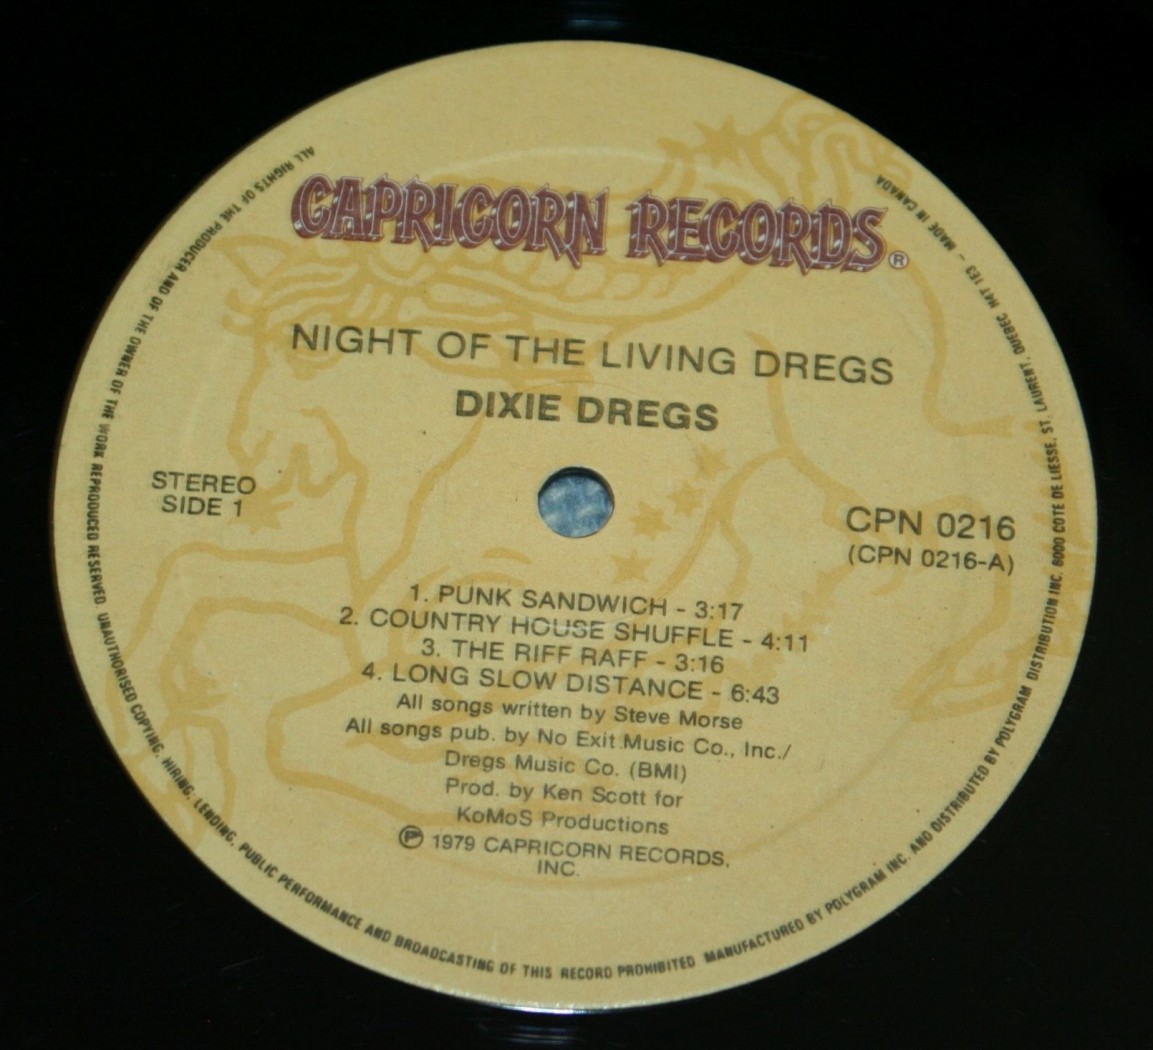 CAPRICORN RECORDS®
NIGHT OF THE LIVING DREGS
DIXIE DREGS
STEREO
SIDE 1
CPN 0216
(CPN 0216-A)
1. PUNK SANDWICH - 3:17
2. COUNTRY HOUSE SHUFFLE - 4:11
3. THE RIFF RAFF - 3:16
4. LONG SLOW DISTANCE - 6:43
All songs written by Steve Morse
All songs pub. by No Exit Music Co., Inc./
Dregs Music Co. (BMI)
Prod. by Ken Scott for
KoMoS Productions
℗ 1979 CAPRICORN RECORDS,
INC.
ALL RIGHTS OF THE PRODUCER AND OF THE OWNER OF THE WORK REPRODUCED RESERVED. UNAUTHORISED COPYING, HIRING, LENDING, PUBLIC PERFORMANCE AND BROADCASTING OF THIS RECORD PROHIBITED MANUFACTURED BY POLYGRAM INC. AND DISTRIBUTED BY POLYGRAM DISTRIBUTION INC. 6000 COTE DE LIESSE, ST. LAURENT, QUEBEC H4T 1E3 - MADE IN CANADA